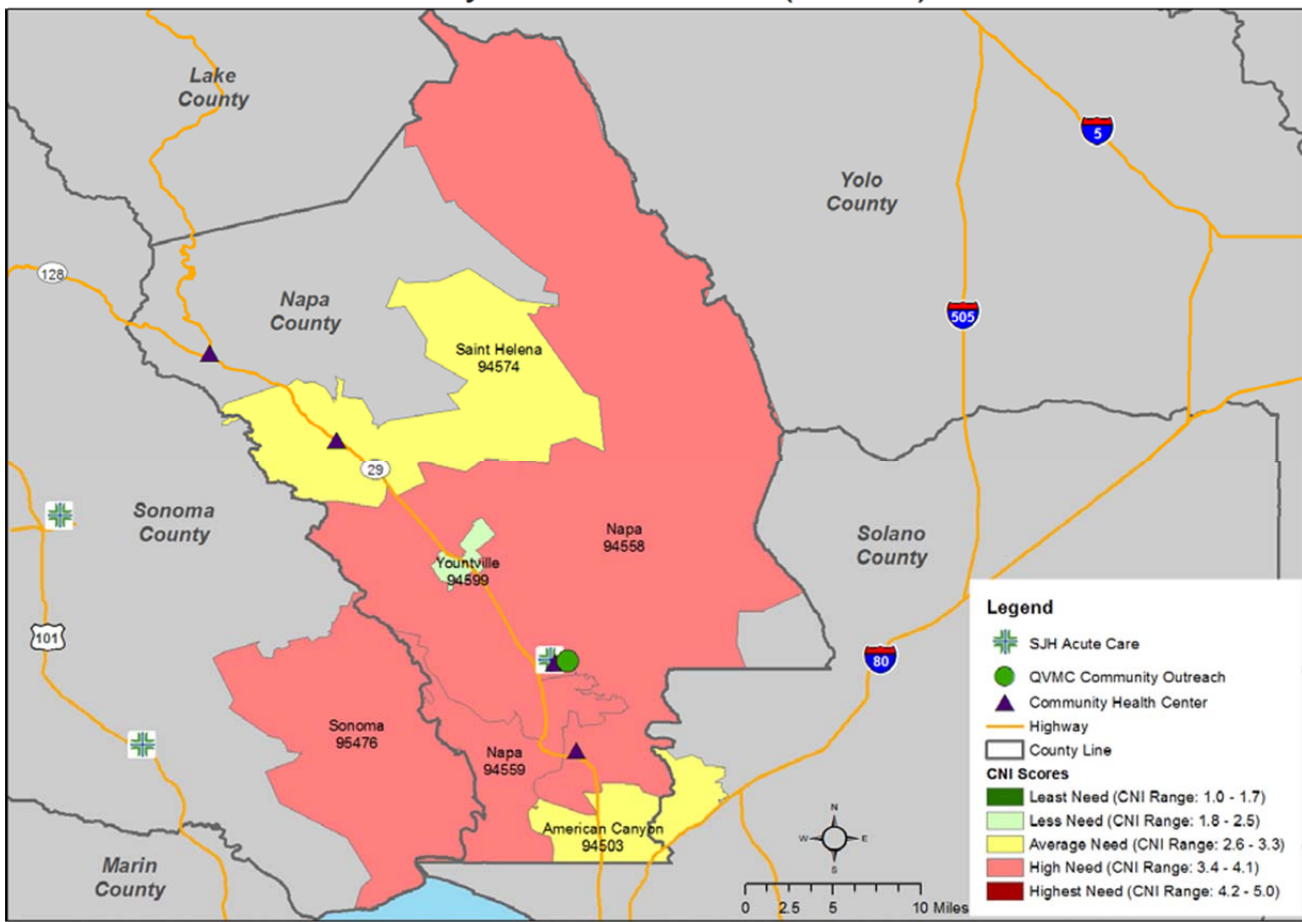 Lake
County
Yolo
County
5
128
Napa
County
505
Saint Helena
94574
29
Sonoma
County
Napa
94558
Solano
County
Yountville
94599
101
80
Sonoma
95476
Napa
94559
American Canyon
94503
Marin
County
N
W
E
S
0 2.5 5 10 Miles
Legend
SJH Acute Care
QVMC Community Outreach
Community Health Center
Highway
County Line
CNI Scores
Least Need (CNI Range: 1.0 - 1.7)
Less Need (CNI Range: 1.8 - 2.5)
Average Need (CNI Range: 2.6 - 3.3)
High Need (CNI Range: 3.4 - 4.1)
Highest Need (CNI Range: 4.2 - 5.0)